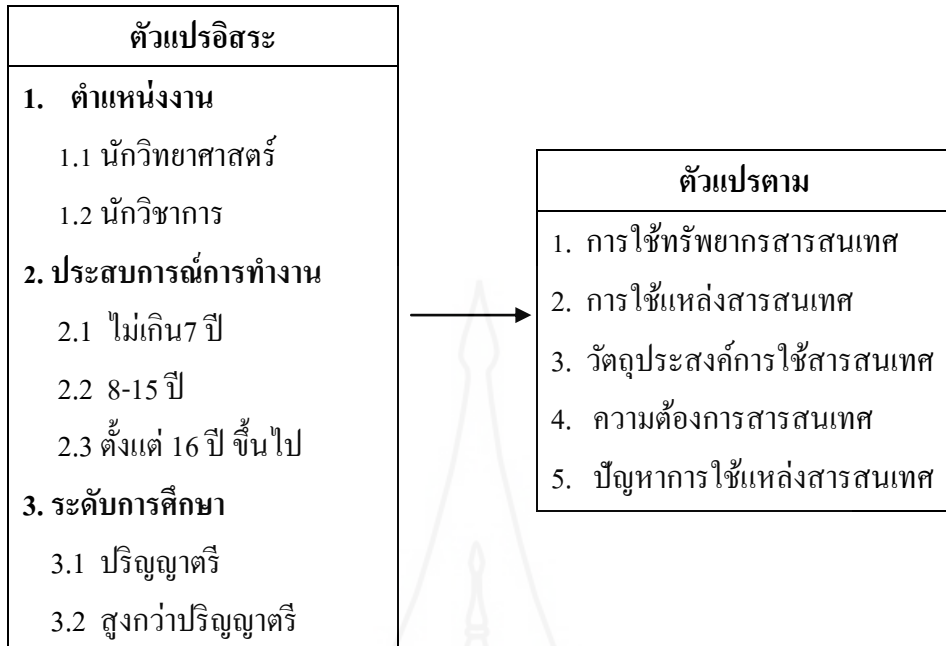 ตัวแปรอิสระ
1. ตำแหน่งงาน
1.1 นักวิทยาศาสตร์
1.2 นักวิชาการ
2. ประสบการณ์การทำงาน
2.1 ไม่เกิน7 ปี
2.2 8-15 ปี
2.3 ตั้งแต่ 16 ปี ขึ้นไป
3. ระดับการศึกษา
3.1 ปริญญาตรี
3.2 สูงกว่าปริญญาตรี
ตัวแปรตาม
1. การใช้ทรัพยากรสารสนเทศ
2. การใช้แหล่งสารสนเทศ
3. วัตถุประสงค์การใช้สารสนเทศ
4. ความต้องการสารสนเทศ
5. ปัญหาการใช้แหล่งสารสนเทศ